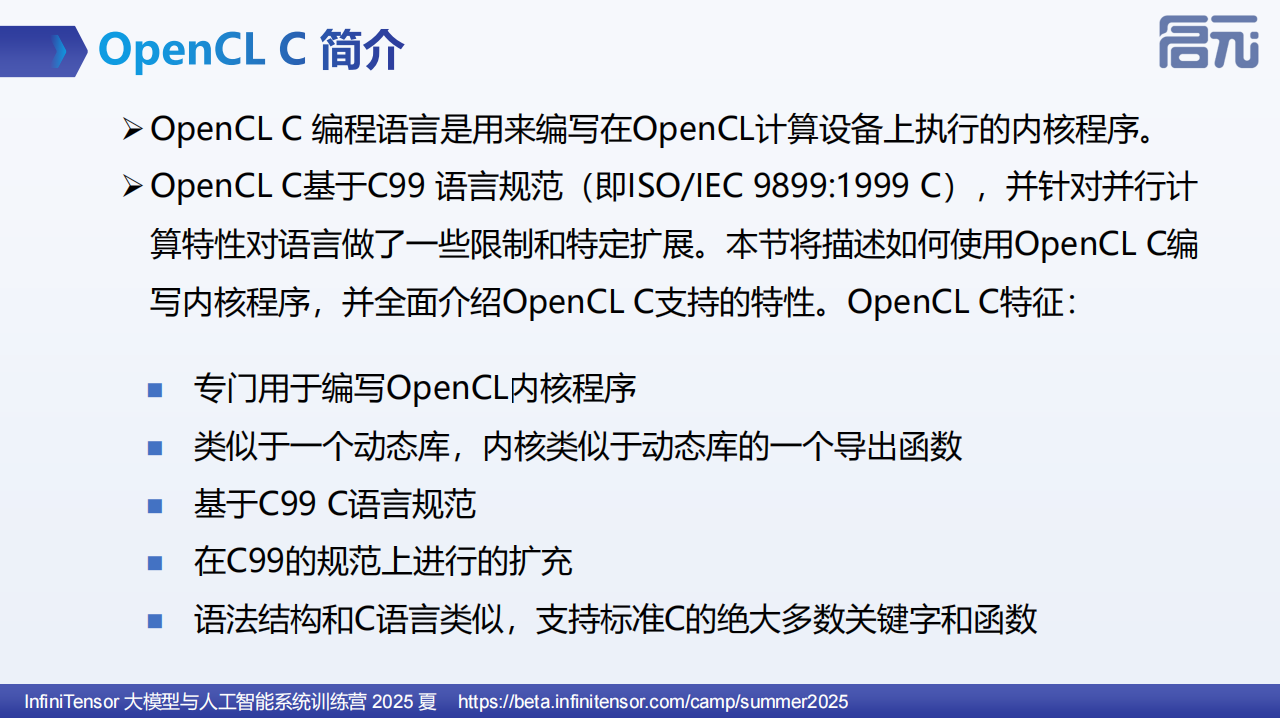 OpenCL C 简介
启元
➢ OpenCL C 编程语言是用来编写在OpenCL计算设备上执行的内核程序。
➢ OpenCL C基于C99 语言规范（即ISO/IEC 9899:1999 C），并针对并行计
算特性对语言做了一些限制和特定扩展。本节将描述如何使用OpenCL C编
写内核程序，并全面介绍OpenCL C支持的特性。OpenCL C特征：
■ 专门用于编写OpenCL内核程序
■ 类似于一个动态库，内核类似于动态库的一个导出函数
■ 基于C99 C语言规范
■ 在C99的规范上进行的扩充
■ 语法结构和C语言类似，支持标准C的绝大多数关键字和函数
InfiniTensor 大模型与人工智能系统训练营 2025 夏 https://beta.infinitensor.com/camp/summer2025